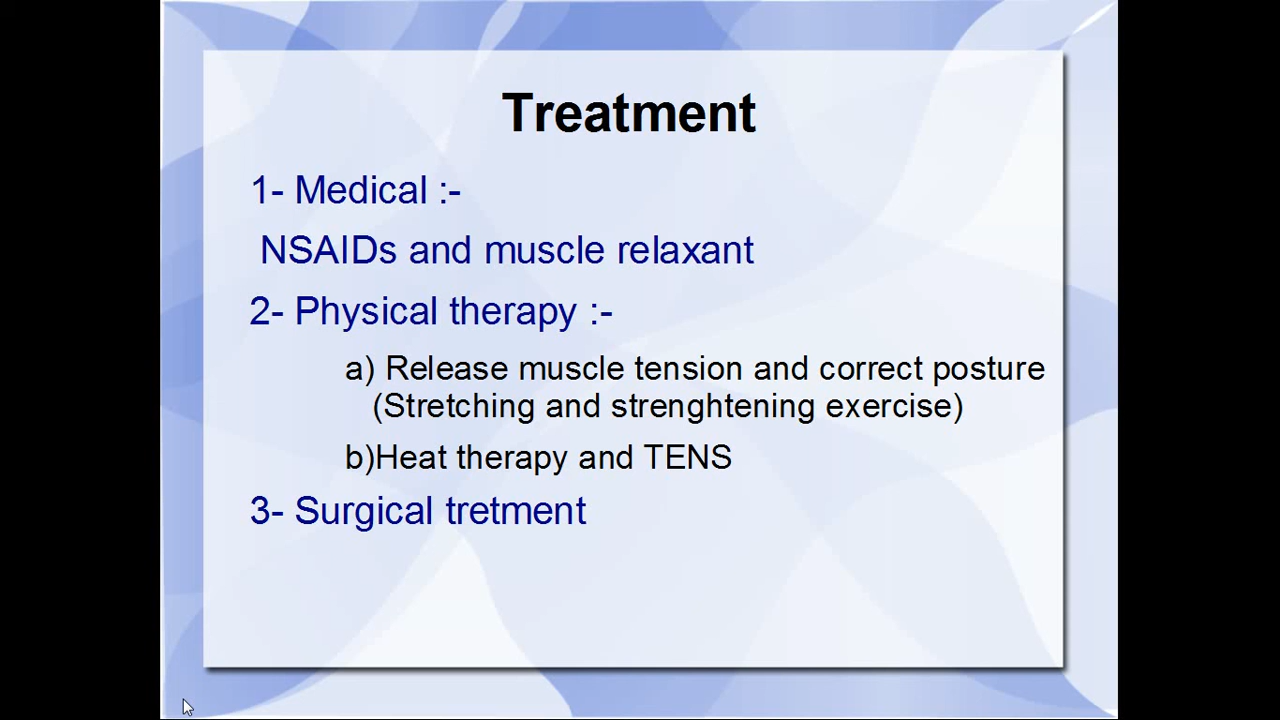 Treatment
1- Medical :-
NSAIDs and muscle relaxant
2- Physical therapy :-
a) Release muscle tension and correct posture
(Stretching and strenghtening exercise)
b)Heat therapy and TENS
3- Surgical tretment